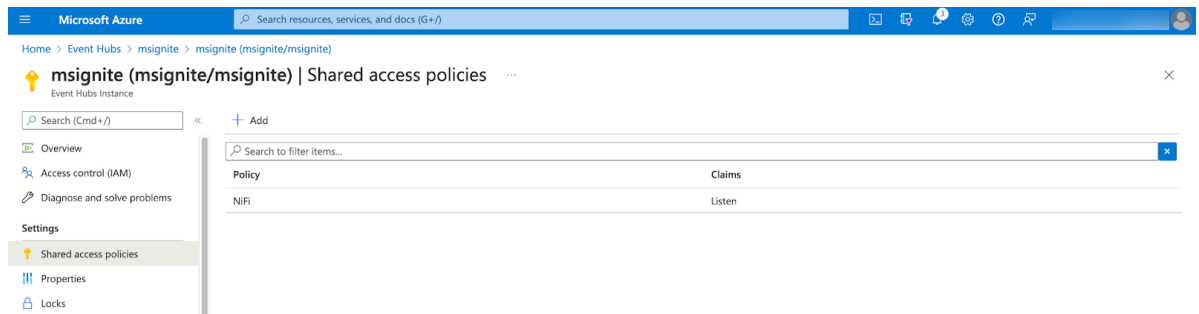 Microsoft Azure
Search resources, services, and docs (G+/)
3
Home > Event Hubs > msignite > msignite (msignite/msignite)
msignite (msignite/msignite) | Shared access policies ...
Event Hubs Instance
Search (Cmd+/)
«
+ Add
Overview
Search to filter items...
Access control (IAM)
Policy Claims
Diagnose and solve problems
NiFi Listen
Settings
Shared access policies
Properties
Locks